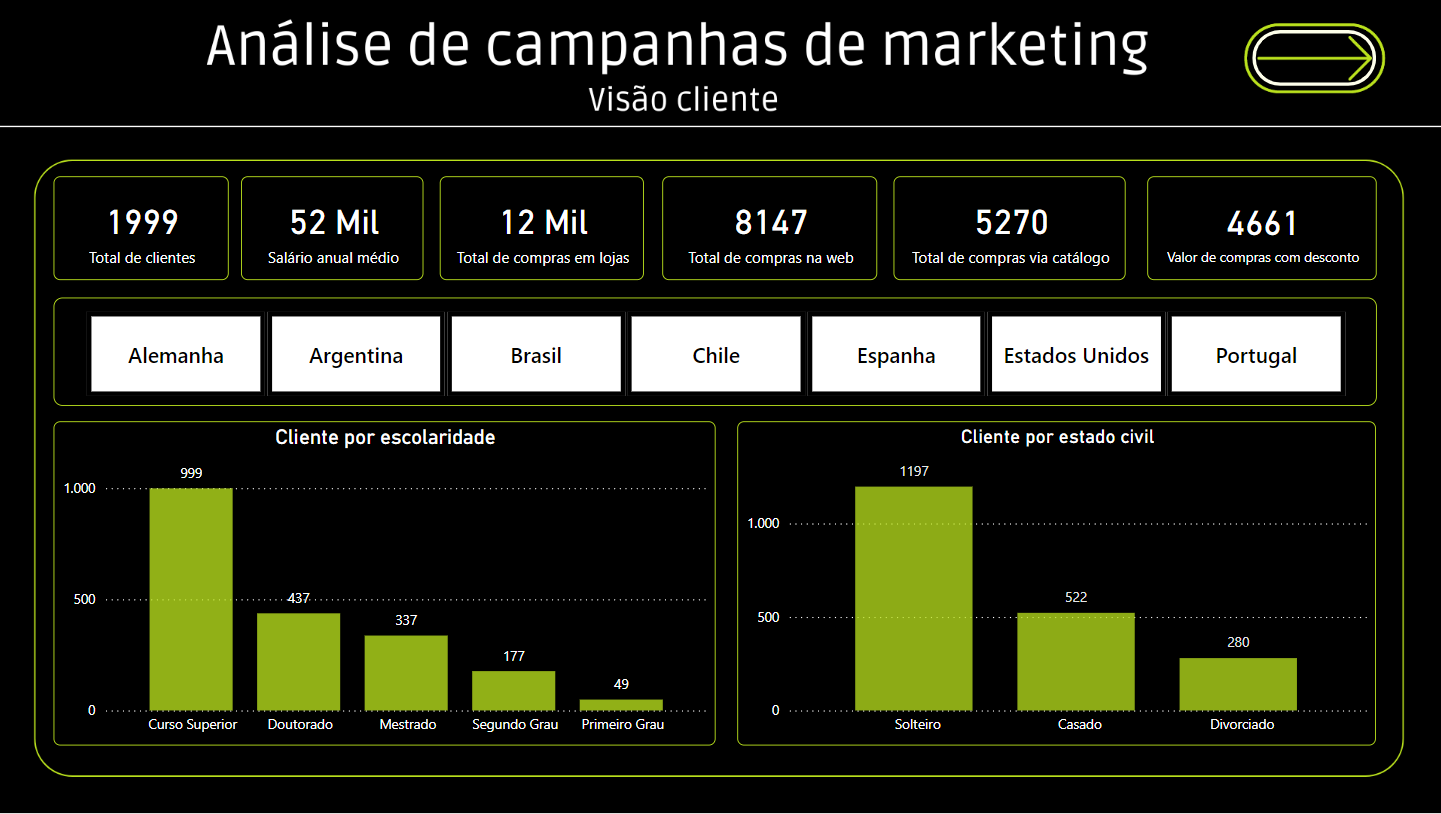 Análise de campanhas de marketing
Visão cliente
1999
Total de clientes
52 Mil
Salário anual médio
12 Mil
Total de compras em lojas
8147
Total de compras na web
5270
Total de compras via catálogo
4661
Valor de compras com desconto
Alemanha
Argentina
Brasil
Chile
Espanha
Estados Unidos
Portugal
Cliente por escolaridade
999
1.000
500
437
337
177
49
0
Curso Superior
Doutorado
Mestrado
Segundo Grau
Primeiro Grau
Cliente por estado civil
1197
1.000
522
500
280
0
Solteiro
Casado
Divorciado